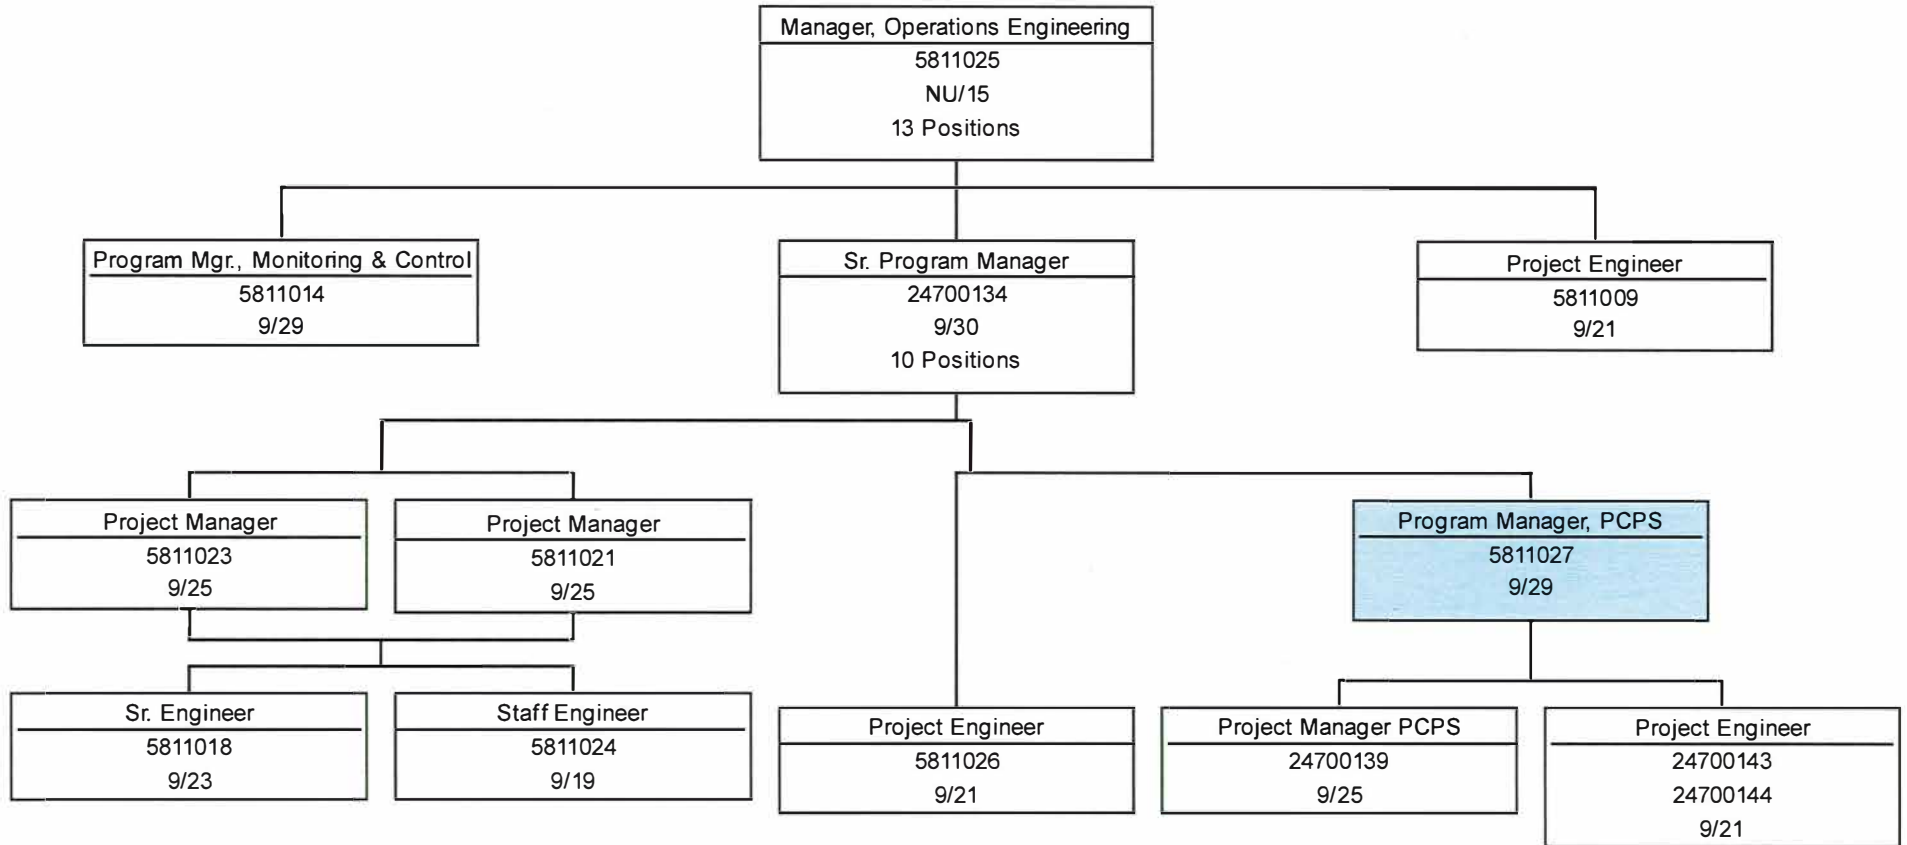 Manager, Operations Engineering
5811025
NU/15
13 Positions
Program Mgr., Monitoring & Control
5811014
9/29
Sr. Program Manager
24700134
9/30
10 Positions
Project Engineer
5811009
9/21
Project Manager
5811023
9/25
Project Manager
5811021
9/25
Program Manager, PCPS
5811027
9/29
Sr. Engineer
5811018
9/23
Staff Engineer
5811024
9/19
Project Engineer
5811026
9/21
Project Manager PCPS
24700139
9/25
Project Engineer
24700143
24700144
9/21